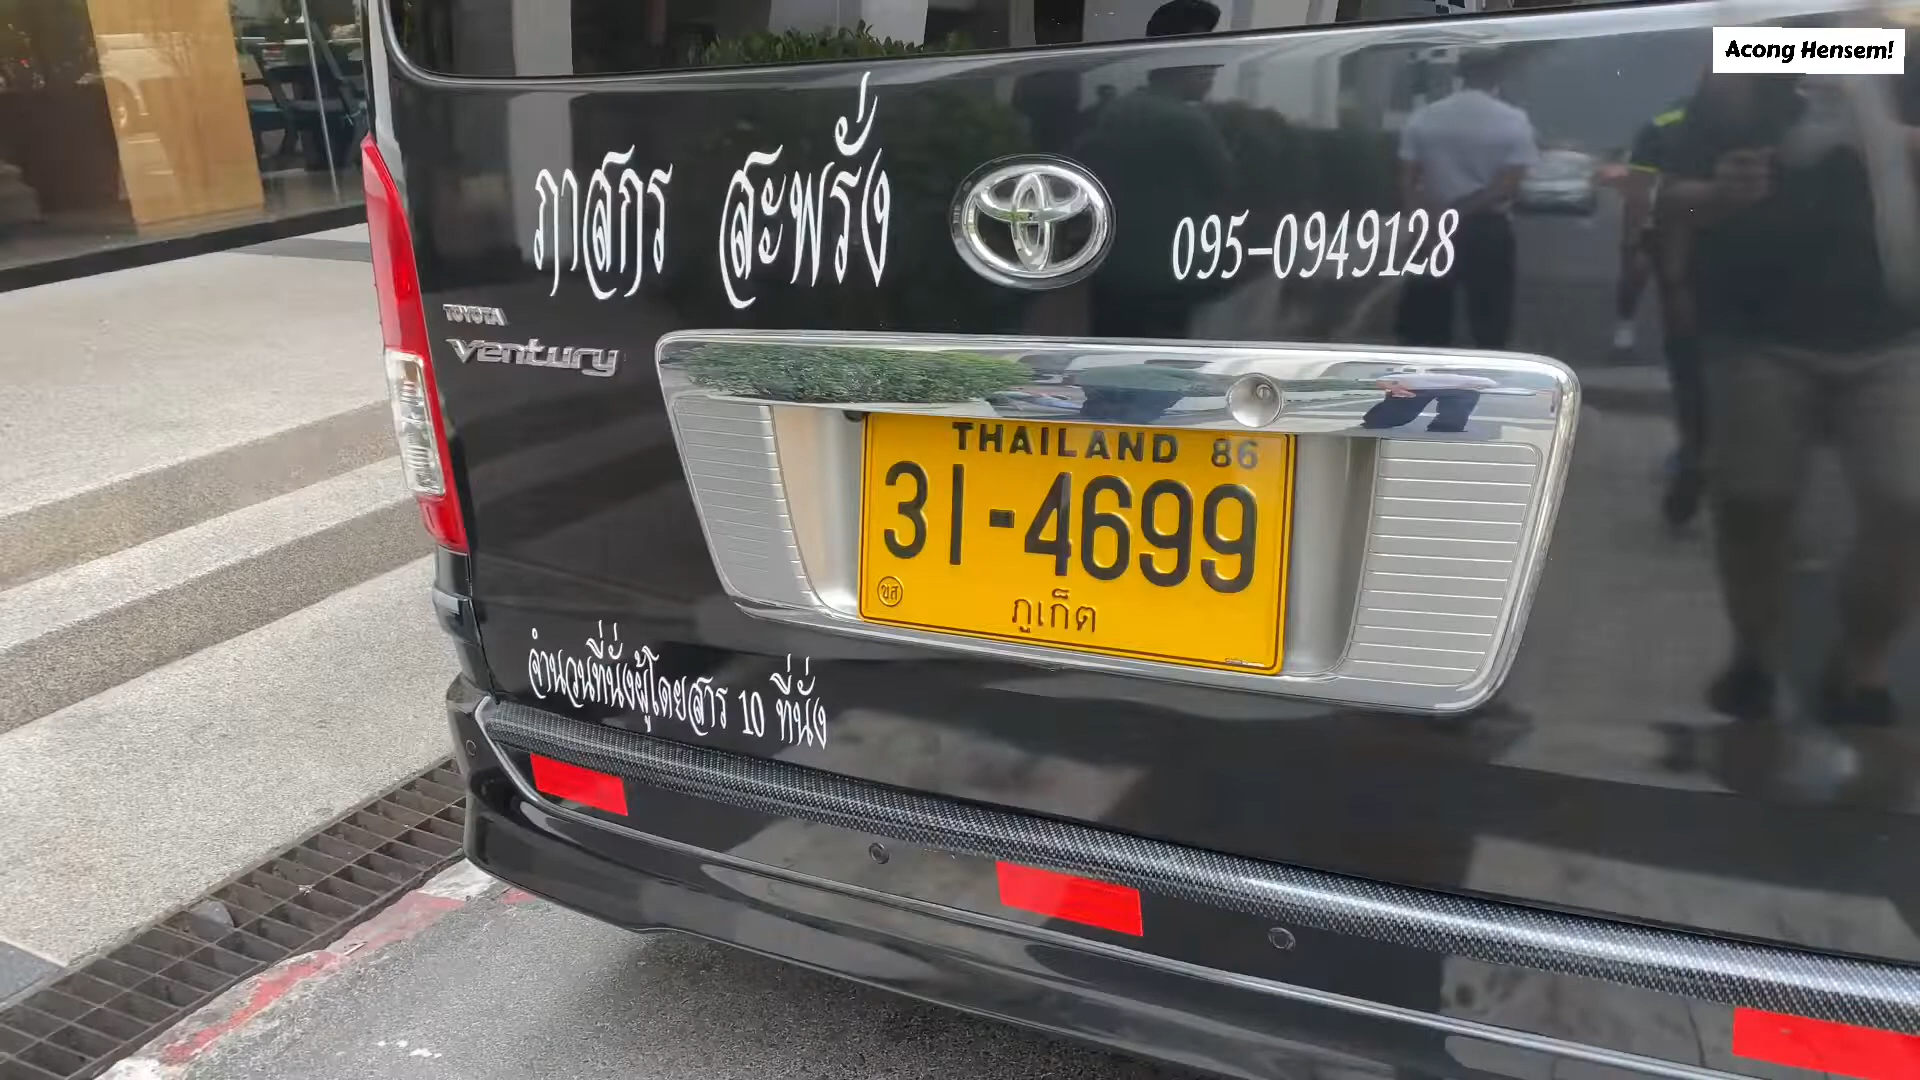 Acong Hensem!
ภาสกร สะพรั่ง
095-0949128
TOYOTA
Ventury
THAILAND 86
31-4699
ขส
ภูเก็ต
จำนวนที่นั่งผู้โดยสาร 10 ที่นั่ง